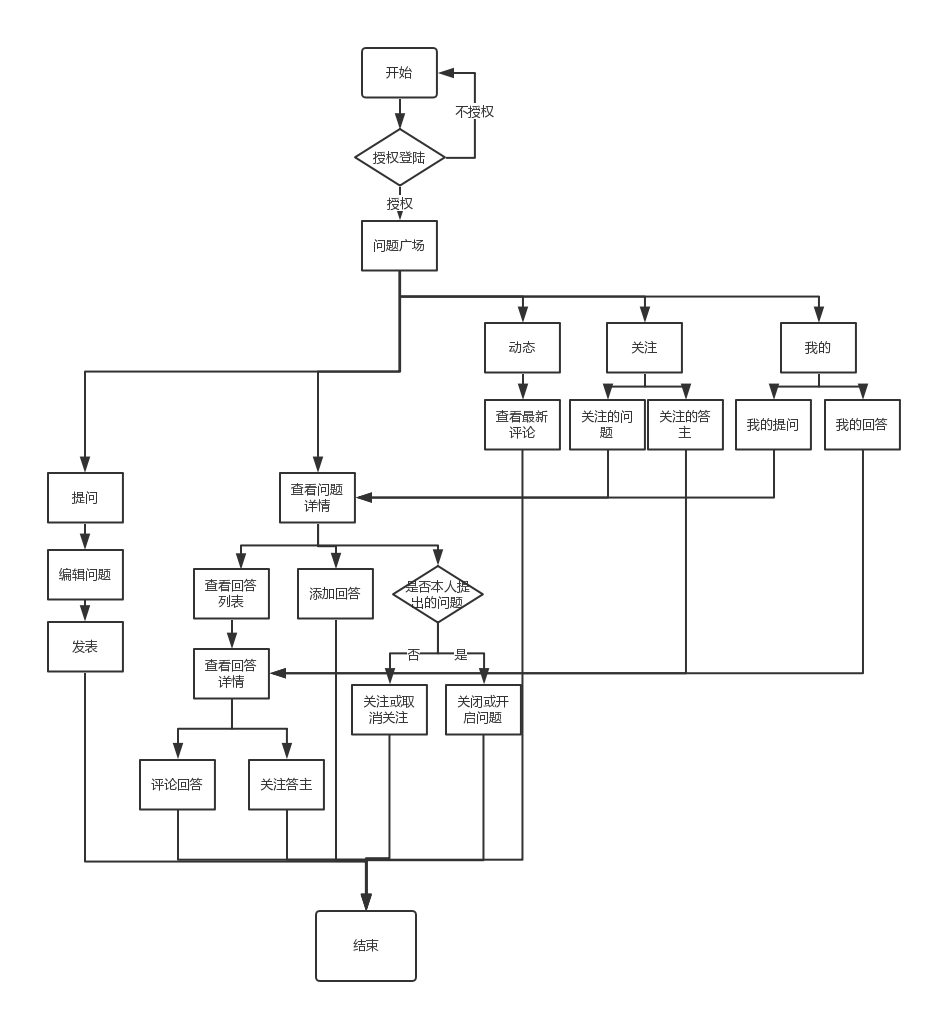 开始
不授权
授权登陆
授权
问题广场
动态
关注
我的
查看最新
评论
关注的问
题
关注的答
主
我的提问
我的回答
提问
查看问题
详情
编辑问题
查看回答
列表
添加回答
是否本人提
出的问题
发表
查看回答
详情
否
是
关注或取
消关注
关闭或开
启问题
评论回答
关注答主
结束